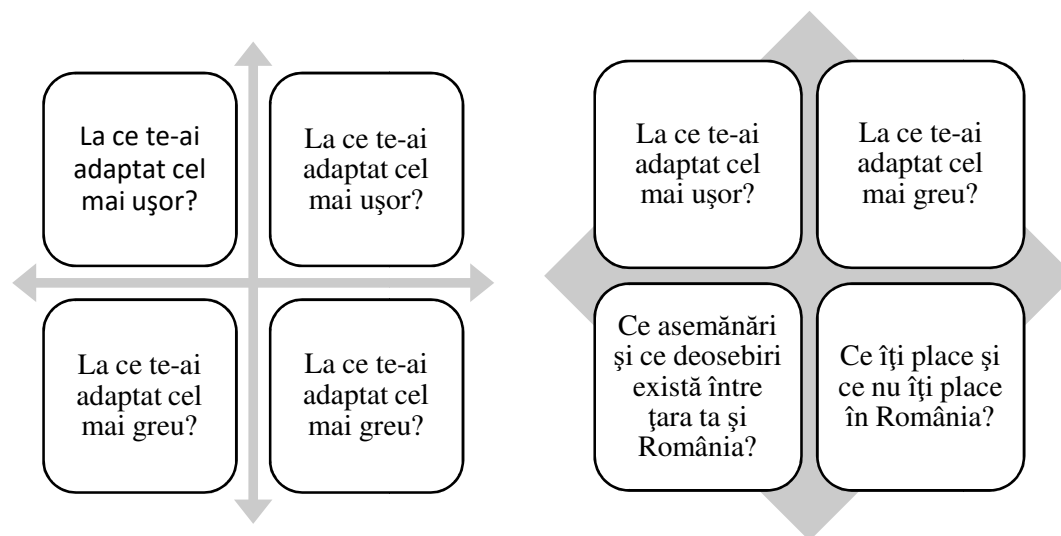 La ce te-ai
adaptat cel
mai uşor?
La ce te-ai
adaptat cel
mai uşor?
La ce te-ai
adaptat cel
mai greu?
La ce te-ai
adaptat cel
mai greu?
La ce te-ai
adaptat cel
mai uşor?
La ce te-ai
adaptat cel
mai greu?
Ce asemănări
şi ce deosebiri
există între
ţara ta şi
România?
Ce îţi place şi
ce nu îţi place
în România?